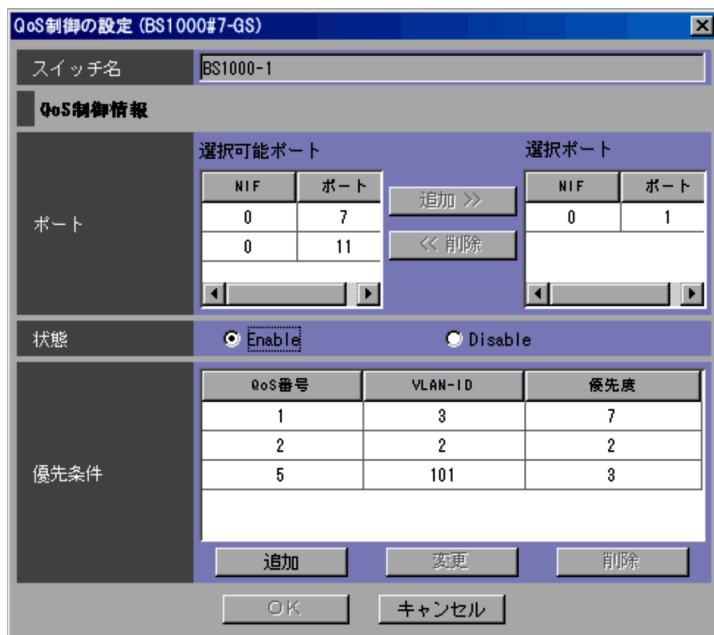 QoS制御の設定 (BS1000#7-GS)
スイッチ名
BS1000-1
QoS制御情報
ポート
選択可能ポート
NIF ポート
0 7
0 11
追加 >>
<< 削除
選択ポート
NIF ポート
0 1
状態
Enable
Disable
優先条件
QoS番号 VLAN-ID 優先度
1 3 7
2 2 2
5 101 3
追加 変更 削除
OK キャンセル